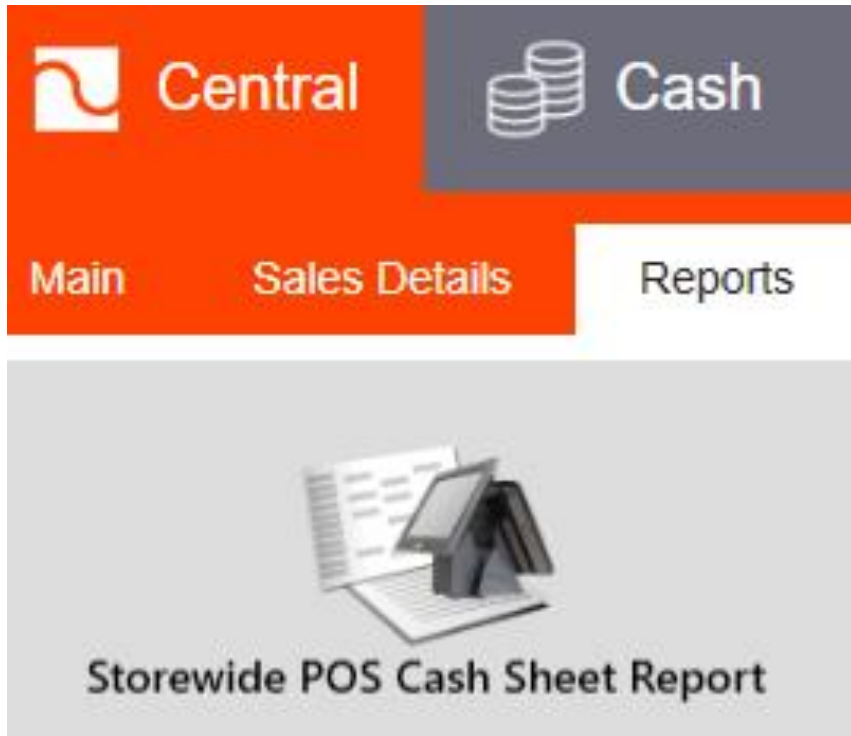 Central
Cash
Main
Sales Details
Reports
Storewide POS Cash Sheet Report